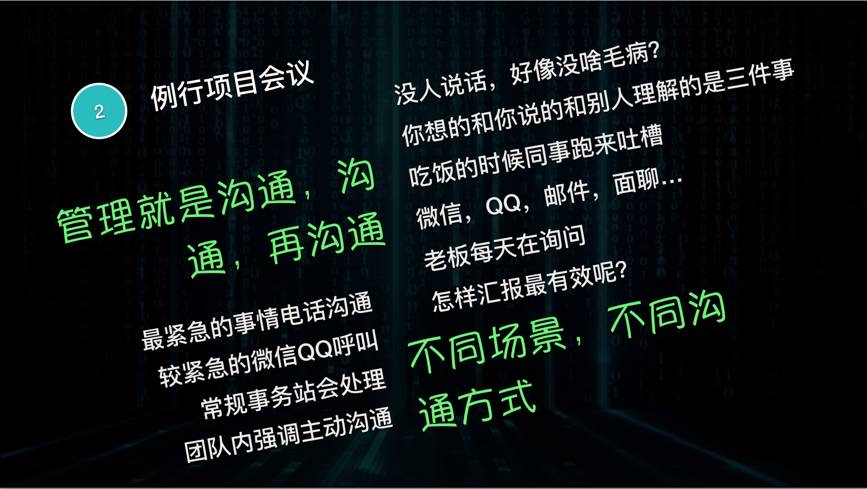 2
例行项目会议
管理就是沟通，沟
通，再沟通
最紧急的事情电话沟通
较紧急的微信QQ呼叫
常规事务站会处理
团队内强调主动沟通
没人说话，好像没啥毛病？
你想的和你说的和别人理解的是三件事
吃饭的时候同事跑来吐槽
微信，QQ，邮件，面聊...
老板每天在询问
怎样汇报最有效呢？
不同场景，不同沟
通方式